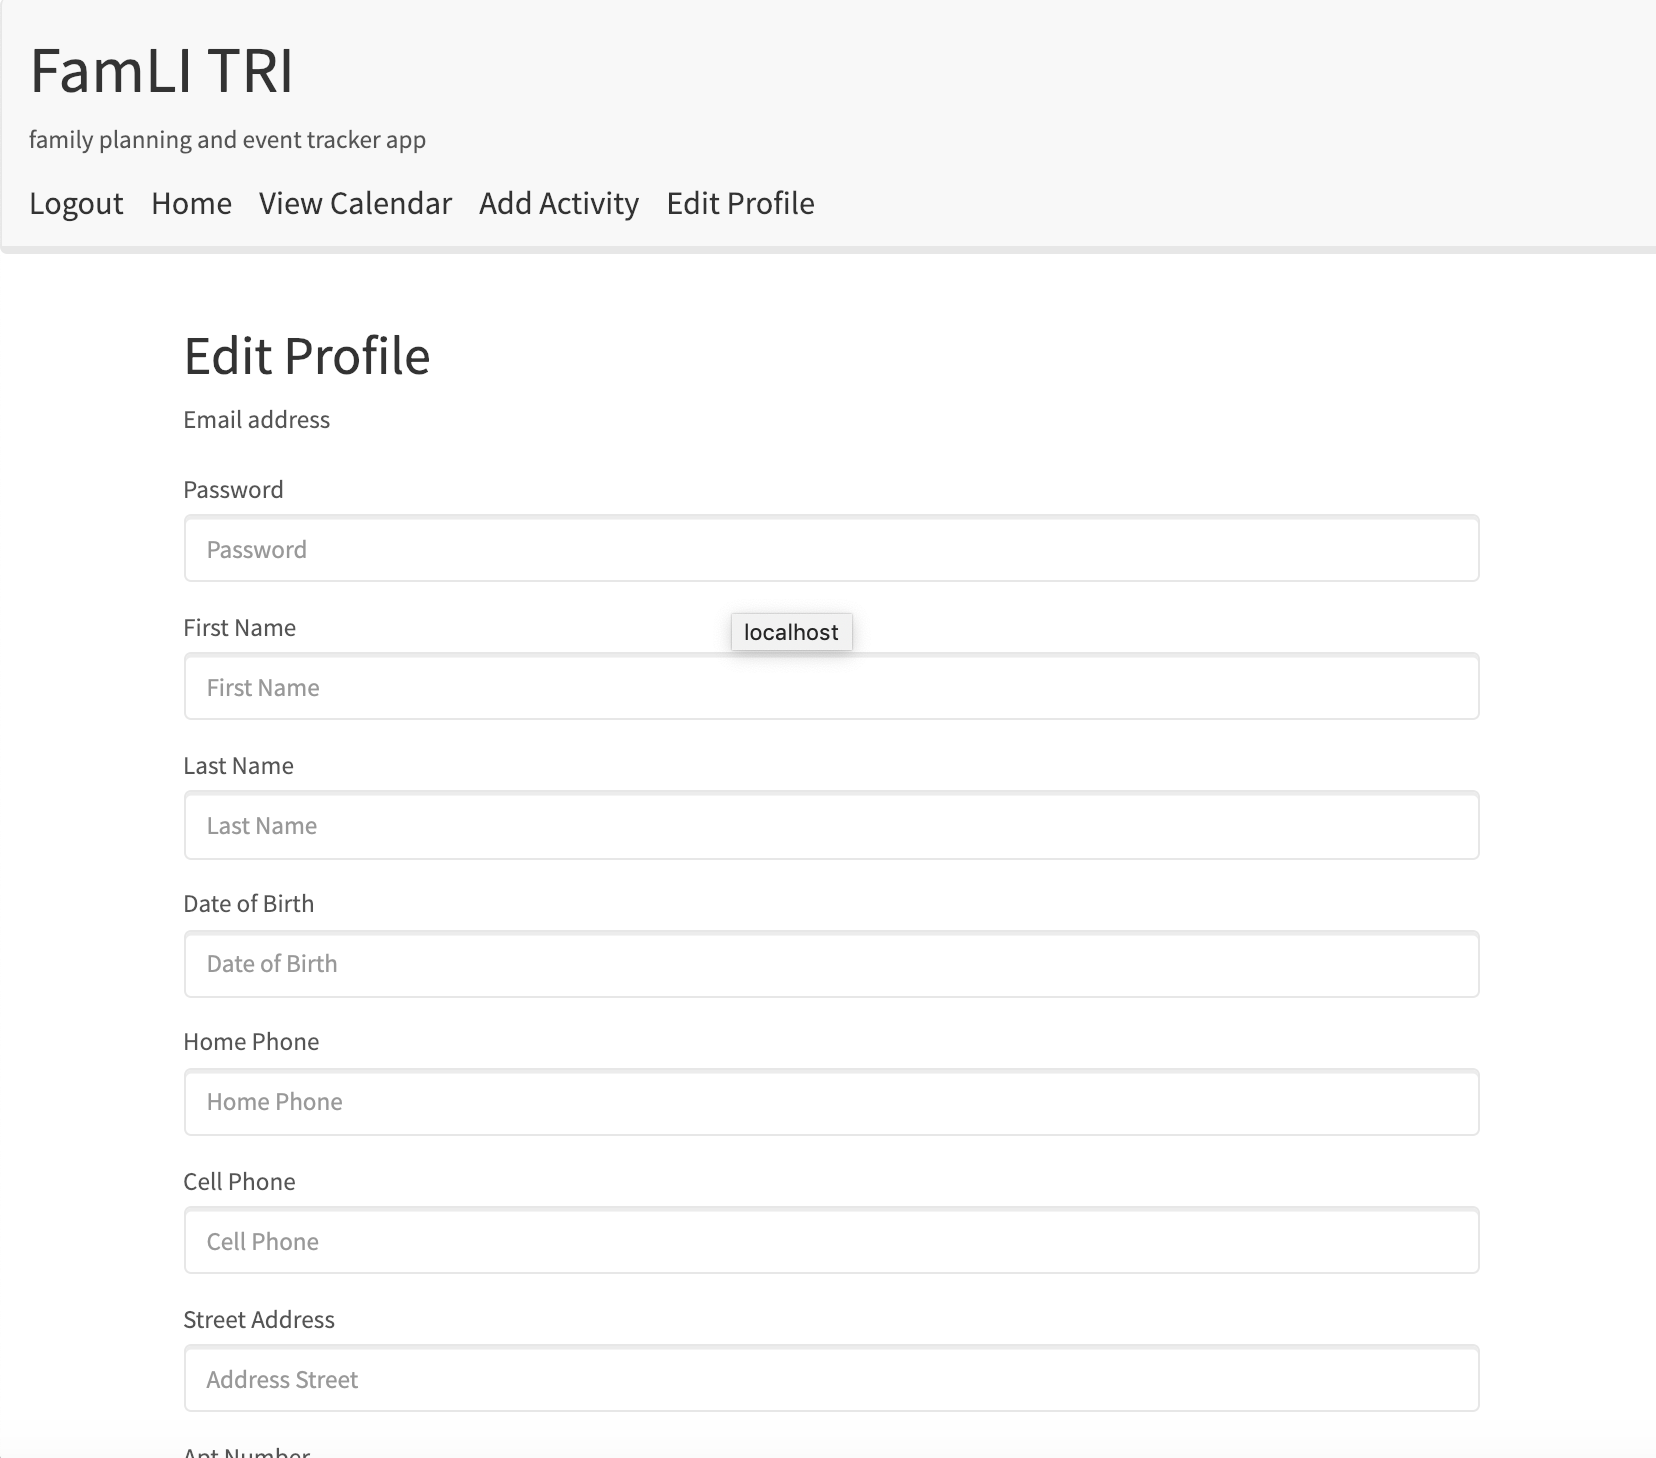 FamLI TRI
family planning and event tracker app
Logout Home View Calendar Add Activity Edit Profile
Edit Profile
Email address
Password
Password
First Name
localhost
First Name
Last Name
Last Name
Date of Birth
Date of Birth
Home Phone
Home Phone
Cell Phone
Cell Phone
Street Address
Address Street
Apt Number